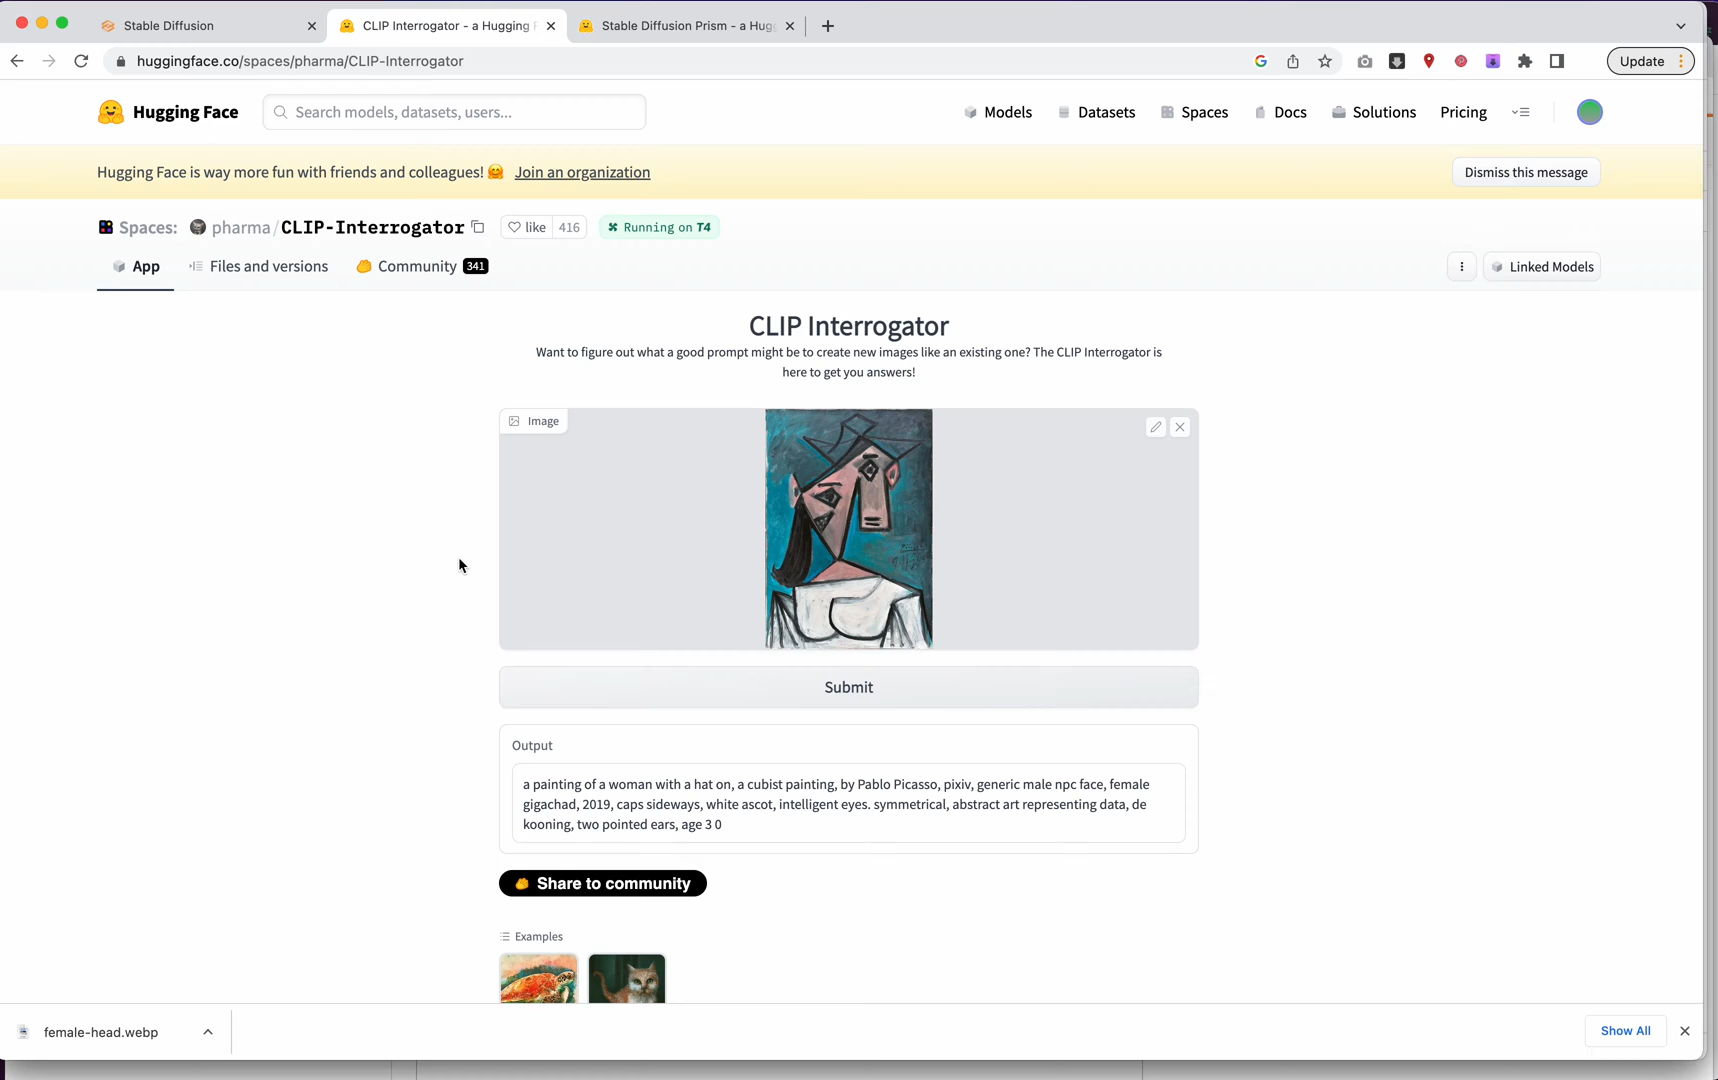 Stable Diffusion
CLIP Interrogator - a Hugging F
Stable Diffusion Prism - a Hug
huggingface.co/spaces/pharma/CLIP-Interrogator
Update
Hugging Face
Search models, datasets, users...
Models
Datasets
Spaces
Docs
Solutions
Pricing
Hugging Face is way more fun with friends and colleagues! 🤗 Join an organization
Dismiss this message
Spaces: pharma/CLIP-Interrogator
like 416
Running on T4
App
Files and versions
Community 341
Linked Models
CLIP Interrogator
Want to figure out what a good prompt might be to create new images like an existing one? The CLIP Interrogator is
here to get you answers!
Image
Submit
Output
a painting of a woman with a hat on, a cubist painting, by Pablo Picasso, pixiv, generic male npc face, female
gigachad, 2019, caps sideways, white ascot, intelligent eyes. symmetrical, abstract art representing data, de
kooning, two pointed ears, age 3 0
Share to community
Examples
female-head.webp
Show All